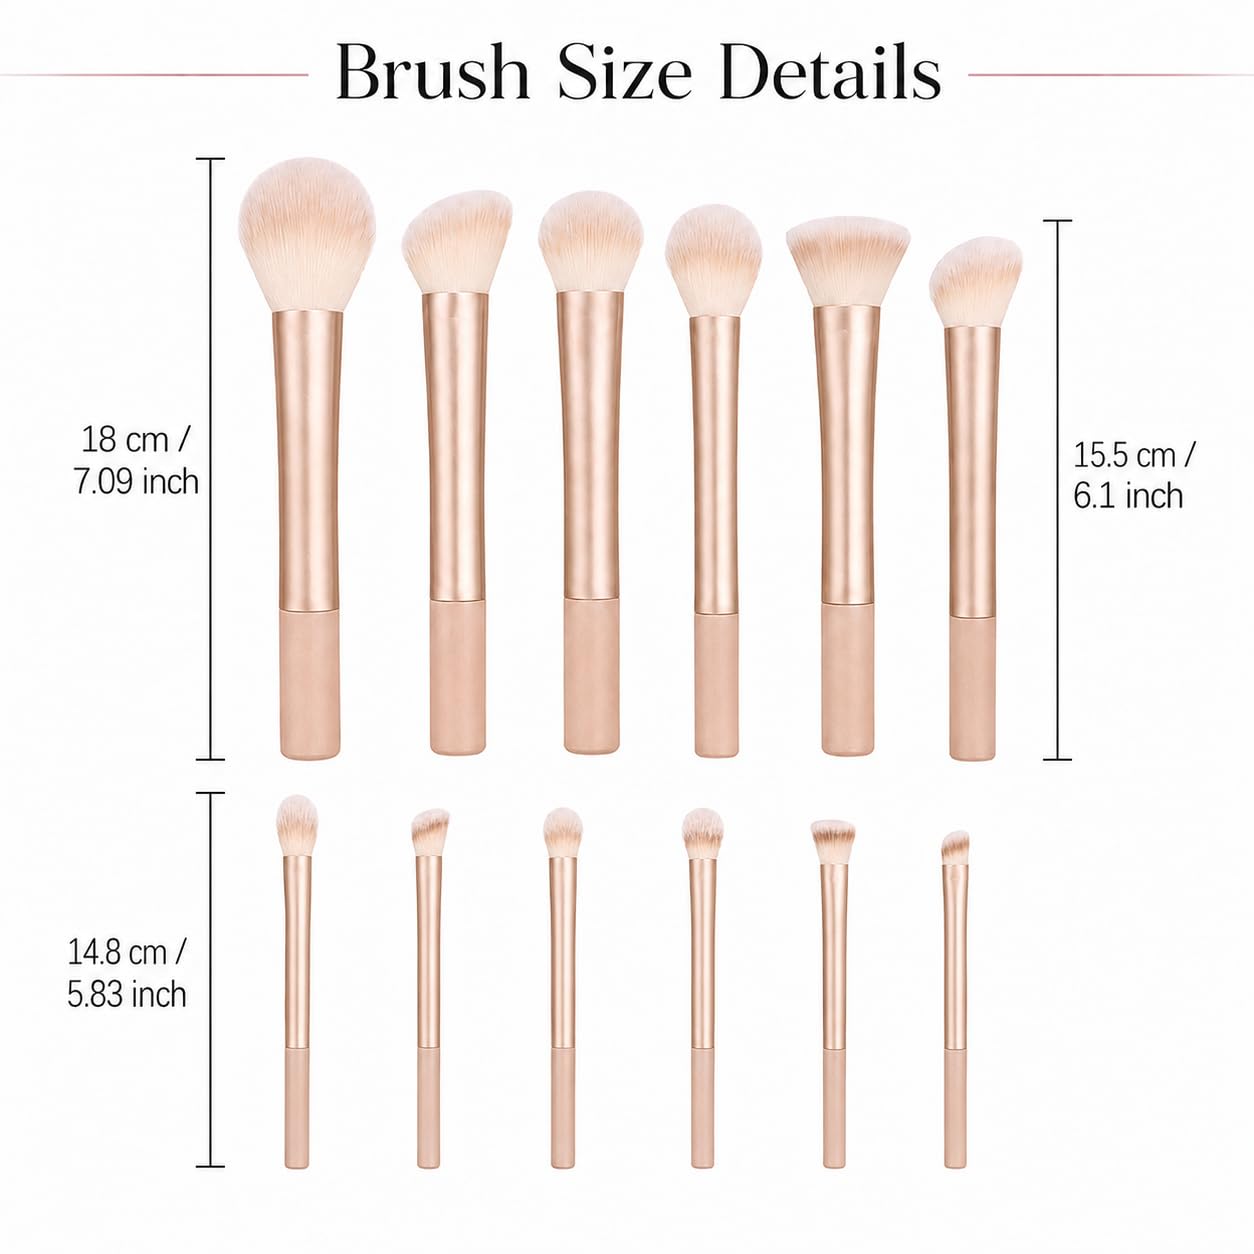 Brush Size Details
18 cm /
7.09 inch
15.5 cm /
6.1 inch
14.8 cm /
5.83 inch